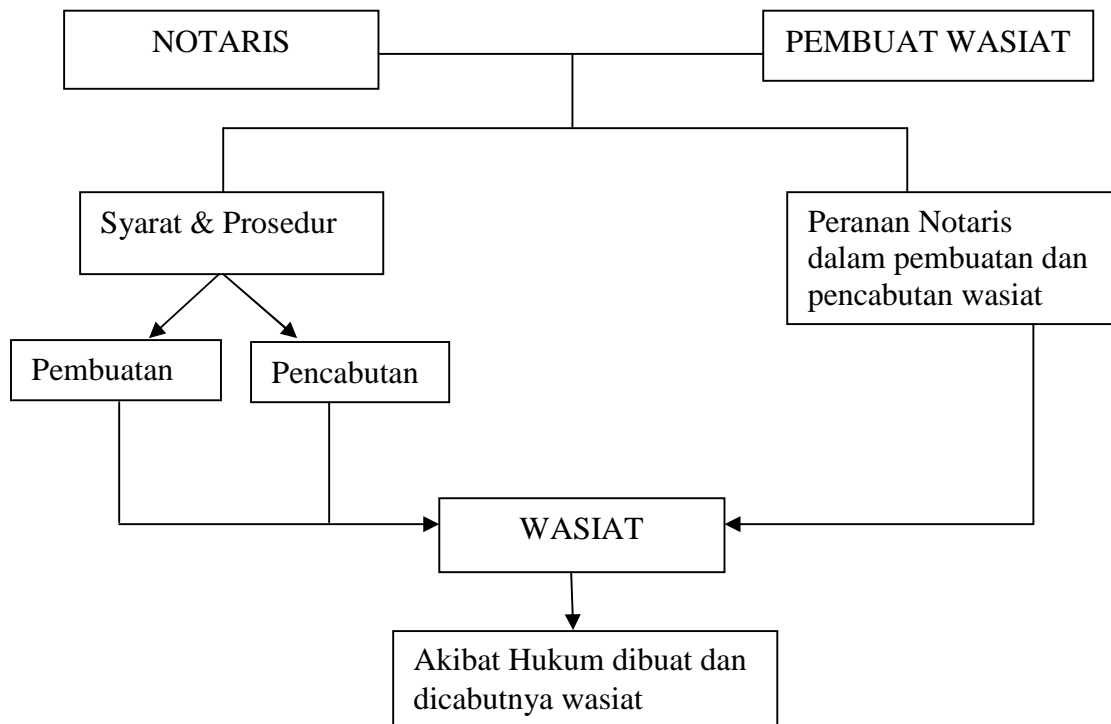 NOTARIS
PEMBUAT WASIAT
Syarat & Prosedur
Peranan Notaris
dalam pembuatan dan
pencabutan wasiat
Pembuatan
Pencabutan
WASIAT
Akibat Hukum dibuat dan
dicabutnya wasiat